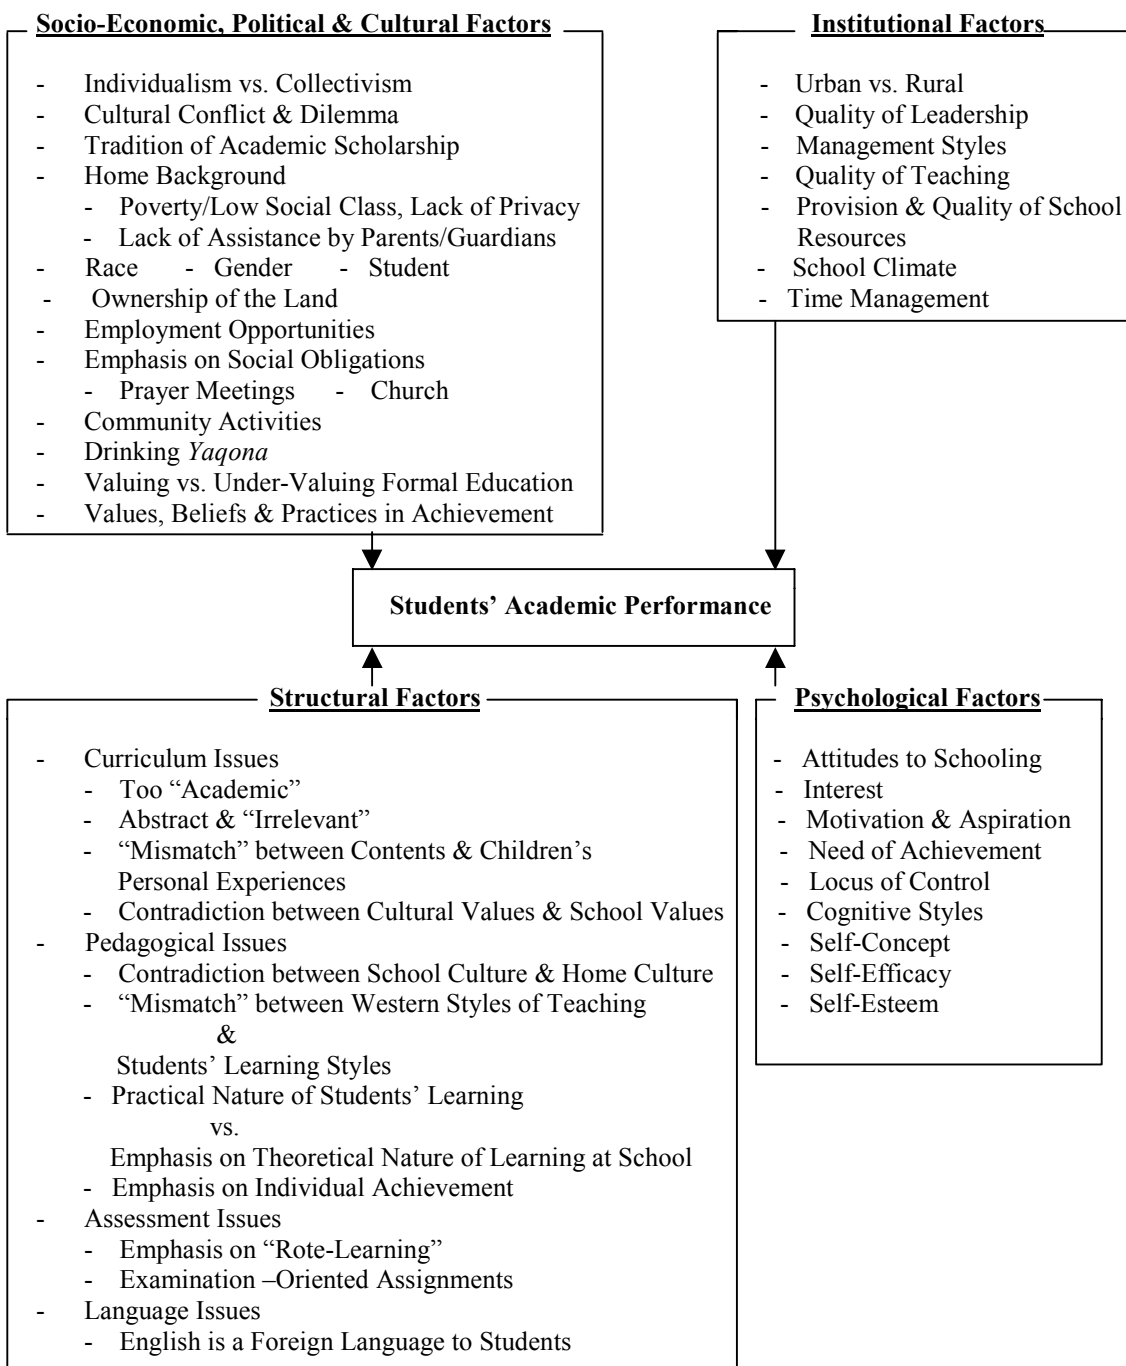 Socio-Economic, Political & Cultural Factors
- Individualism vs. Collectivism
- Cultural Conflict & Dilemma
- Tradition of Academic Scholarship
- Home Background
- Poverty/Low Social Class, Lack of Privacy
- Lack of Assistance by Parents/Guardians
- Race - Gender - Student
- Ownership of the Land
- Employment Opportunities
- Emphasis on Social Obligations
- Prayer Meetings - Church
- Community Activities
- Drinking Yaqona
- Valuing vs. Under-Valuing Formal Education
- Values, Beliefs & Practices in Achievement
Institutional Factors
- Urban vs. Rural
- Quality of Leadership
- Management Styles
- Quality of Teaching
- Provision & Quality of School
Resources
- School Climate
- Time Management
Students’ Academic Performance
Structural Factors
- Curriculum Issues
- Too “Academic”
- Abstract & “Irrelevant”
- “Mismatch” between Contents & Children’s
Personal Experiences
- Contradiction between Cultural Values & School Values
- Pedagogical Issues
- Contradiction between School Culture & Home Culture
- “Mismatch” between Western Styles of Teaching
&
Students’ Learning Styles
- Practical Nature of Students’ Learning
vs.
Emphasis on Theoretical Nature of Learning at School
- Emphasis on Individual Achievement
- Assessment Issues
- Emphasis on “Rote-Learning”
- Examination –Oriented Assignments
- Language Issues
- English is a Foreign Language to Students
Psychological Factors
- Attitudes to Schooling
- Interest
- Motivation & Aspiration
- Need of Achievement
- Locus of Control
- Cognitive Styles
- Self-Concept
- Self-Efficacy
- Self-Esteem